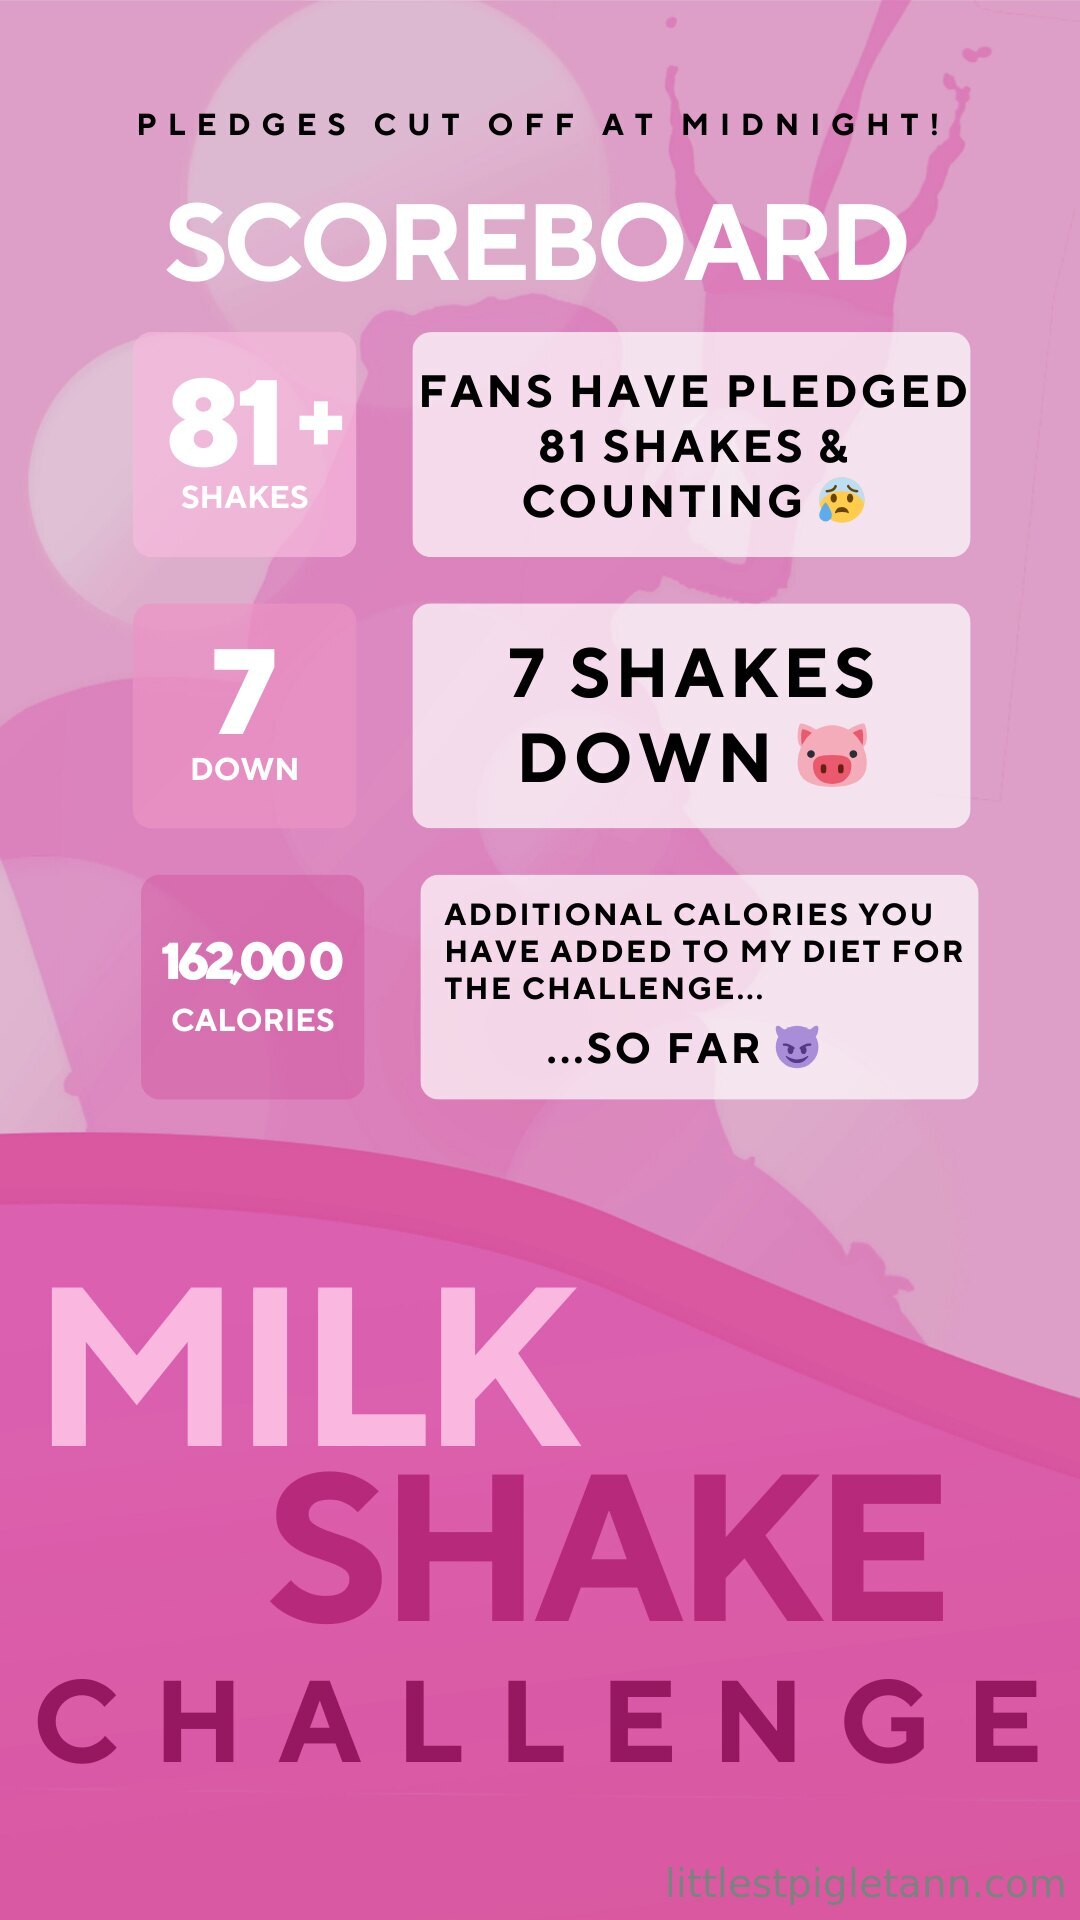 PLEDGES CUT OFF AT MIDNIGHT!
SCOREBOARD
81+
SHAKES
FANS HAVE PLEDGED
81 SHAKES &
COUNTING 😰
7
DOWN
7 SHAKES
DOWN 🐷
162,000
CALORIES
ADDITIONAL CALORIES YOU
HAVE ADDED TO MY DIET FOR
THE CHALLENGE...
...SO FAR 😈
MILK
SHAKE
CHALLENGE
littlestpigletann.com